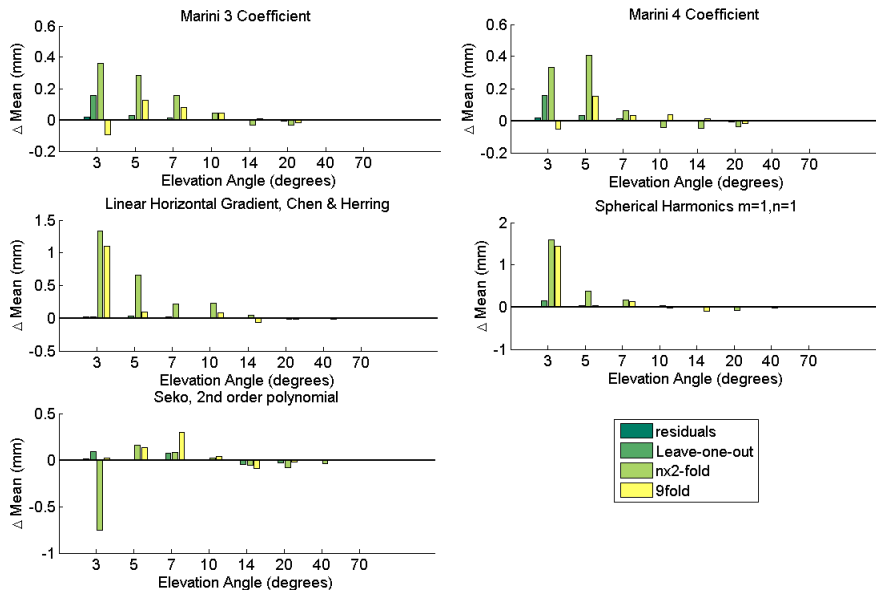 Marini 3 Coefficient
0.6
0.4
0.2
0
-0.2
Δ Mean (mm)
3 5 7 10 14 20 40 70
Elevation Angle (degrees)
Marini 4 Coefficient
0.6
0.4
0.2
0
-0.2
Δ Mean (mm)
3 5 7 10 14 20 40 70
Elevation Angle (degrees)
Linear Horizontal Gradient, Chen & Herring
1.5
1
0.5
0
-0.5
Δ Mean (mm)
3 5 7 10 14 20 40 70
Elevation Angle (degrees)
Spherical Harmonics m=1,n=1
2
1
0
-1
Δ Mean (mm)
3 5 7 10 14 20 40 70
Elevation Angle (degrees)
Seko, 2nd order polynomial
0.5
0
-0.5
-1
Δ Mean (mm)
3 5 7 10 14 20 40 70
Elevation Angle (degrees)
residuals
Leave-one-out
nx2-fold
9fold